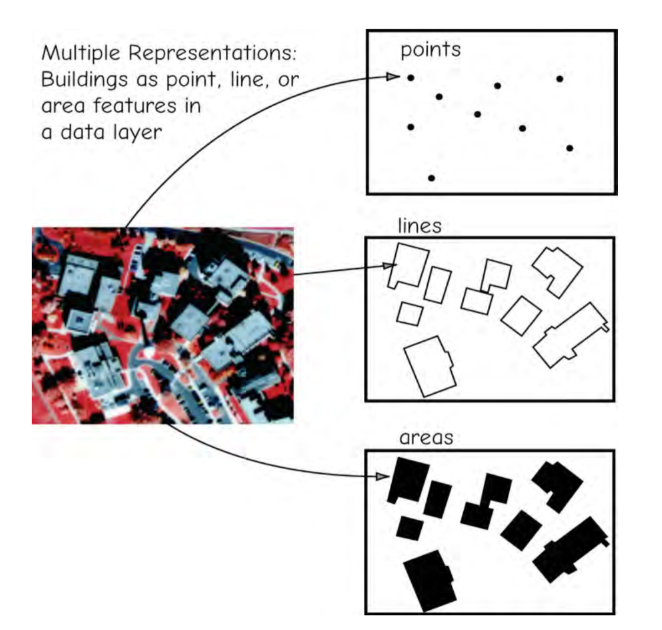 Multiple Representations:
Buildings as point, line, or
area features in
a data layer
points
lines
areas